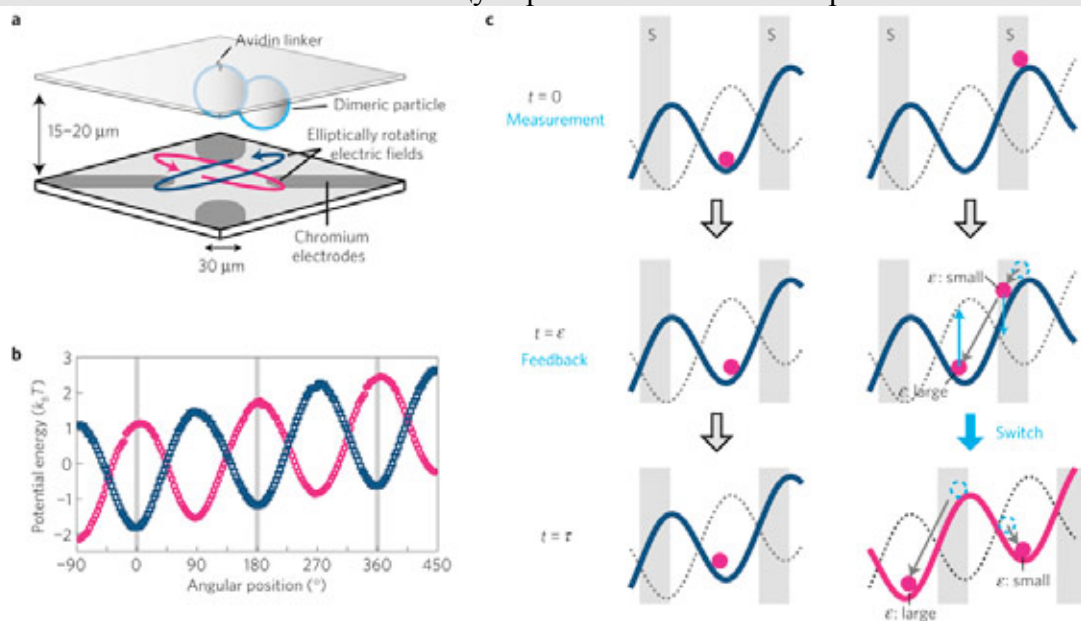 a
Avidin linker
Dimeric particle
15–20 μm
Elliptically rotating
electric fields
Chromium
electrodes
30 μm
b
Potential energy (k_BT)
3
2
1
0
−1
−2
−90 0 90 180 270 360 450
Angular position (°)
c
S S S S
t = 0
Measurement
t = ε
Feedback
ε: small
ε: large
Switch
t = τ
ε: small
ε: large